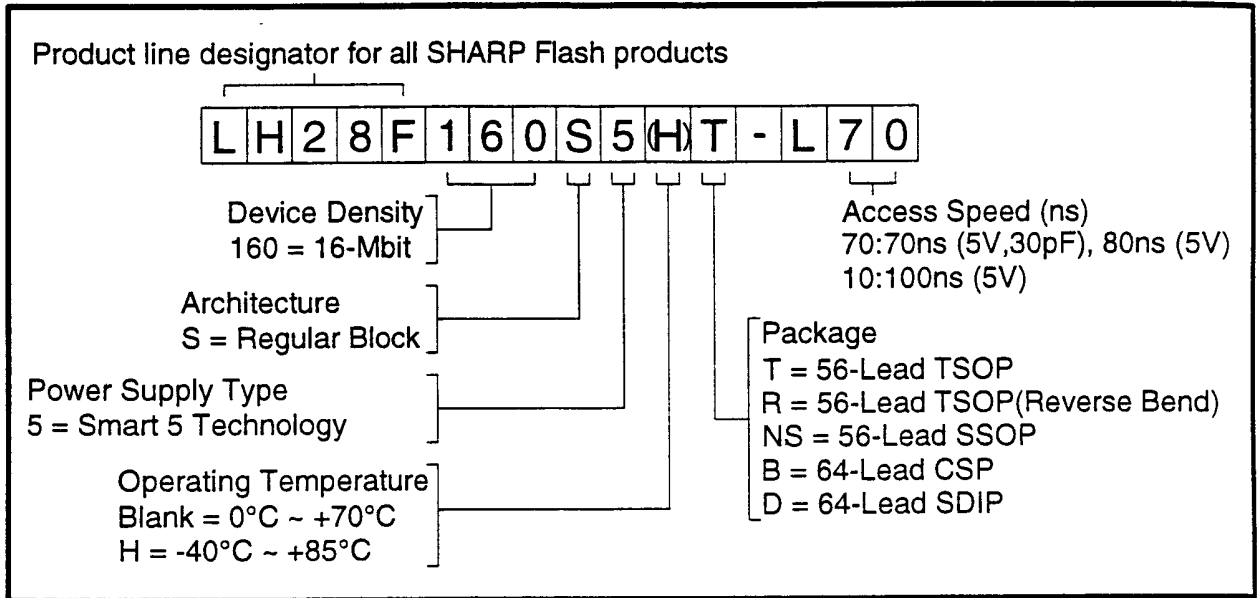 Product line designator for all SHARP Flash products
LH28F160S5(H)T-L70
Device Density
160 = 16-Mbit
Architecture
S = Regular Block
Power Supply Type
5 = Smart 5 Technology
Operating Temperature
Blank = 0°C ~ +70°C
H = -40°C ~ +85°C
Access Speed (ns)
70:70ns (5V,30pF), 80ns (5V)
10:100ns (5V)
Package
T = 56-Lead TSOP
R = 56-Lead TSOP(Reverse Bend)
NS = 56-Lead SSOP
B = 64-Lead CSP
D = 64-Lead SDIP